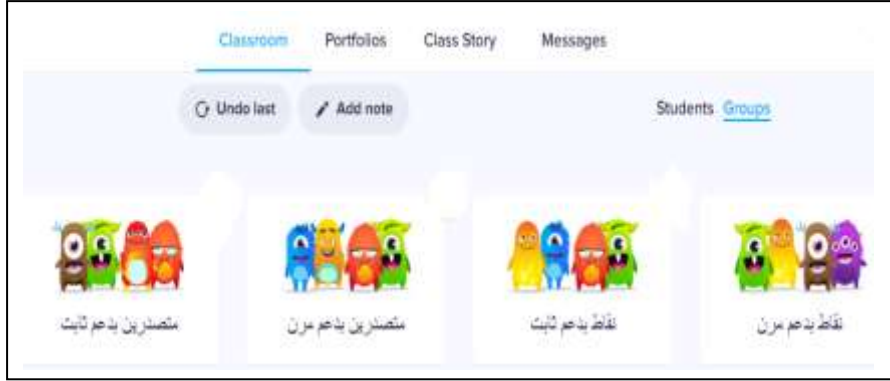 Classroom Portfolios Class Story Messages
Undo last Add note Students Groups
متصدرين بدعم ثابت
متصدرين بدعم مرن
نقاط بدعم ثابت
نقاط بدعم مرن